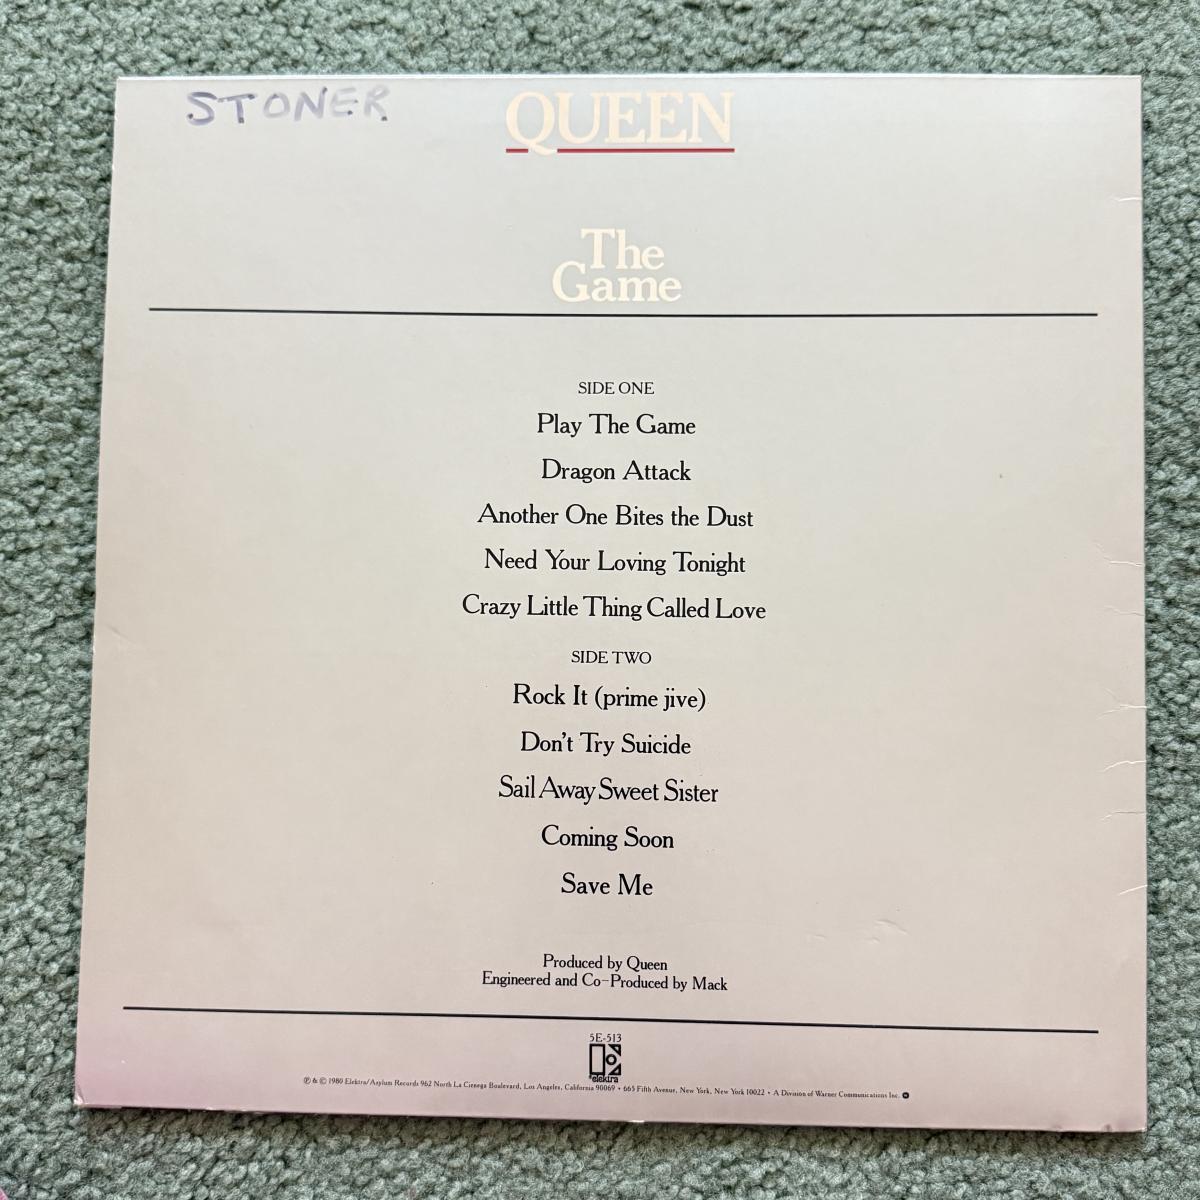 STONER
QUEEN
The
Game
SIDE ONE
Play The Game
Dragon Attack
Another One Bites the Dust
Need Your Loving Tonight
Crazy Little Thing Called Love
SIDE TWO
Rock It (prime jive)
Don't Try Suicide
Sail Away Sweet Sister
Coming Soon
Save Me
Produced by Queen
Engineered and Co-Produced by Mack
5E-513
elektra
℗ & © 1980 Elektra/Asylum Records 962 North La Cienega Boulevard, Los Angeles, California 90069 • 665 Fifth Avenue, New York, New York 10022 • A Division of Warner Communications Inc.